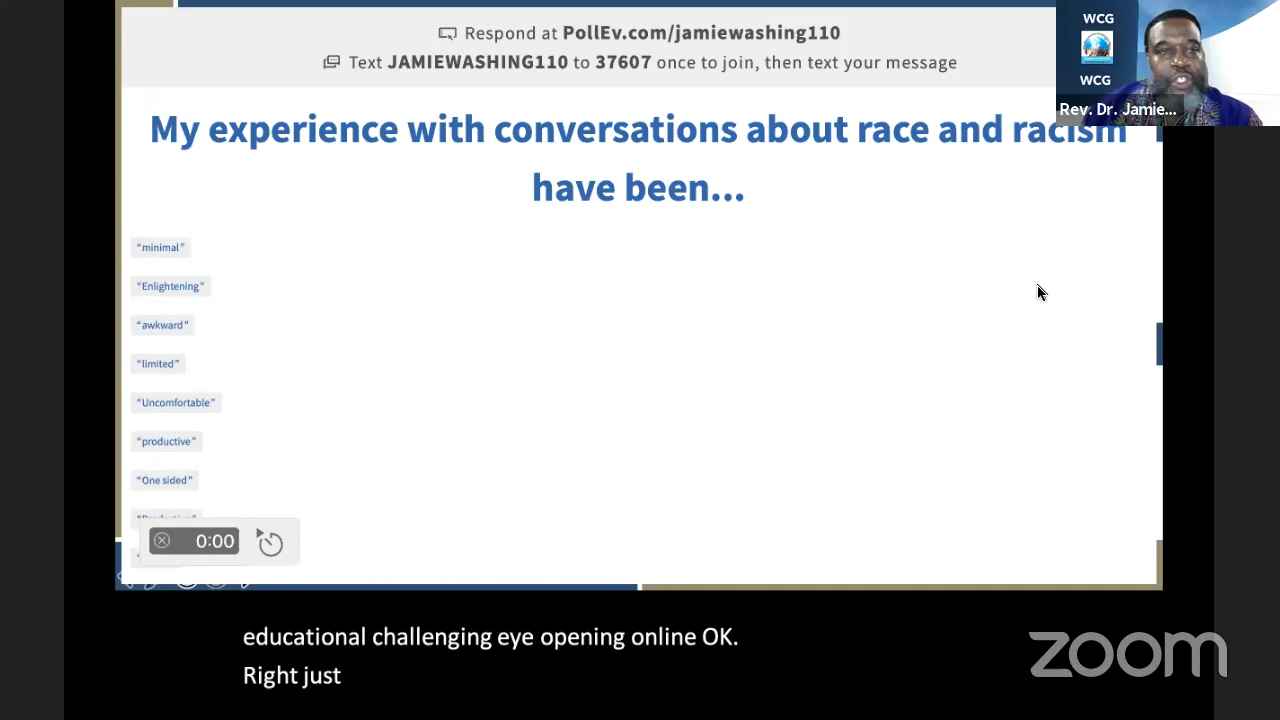 Respond at PollEv.com/jamiewashing110
Text JAMIEWASHING110 to 37607 once to join, then text your message
WCG
WCG
Rev. Dr. Jamie...
My experience with conversations about race and racism
have been...
"minimal"
"Enlightening"
"awkward"
"limited"
"Uncomfortable"
"productive"
"One sided"
0:00
educational challenging eye opening online OK.
Right just
zoom